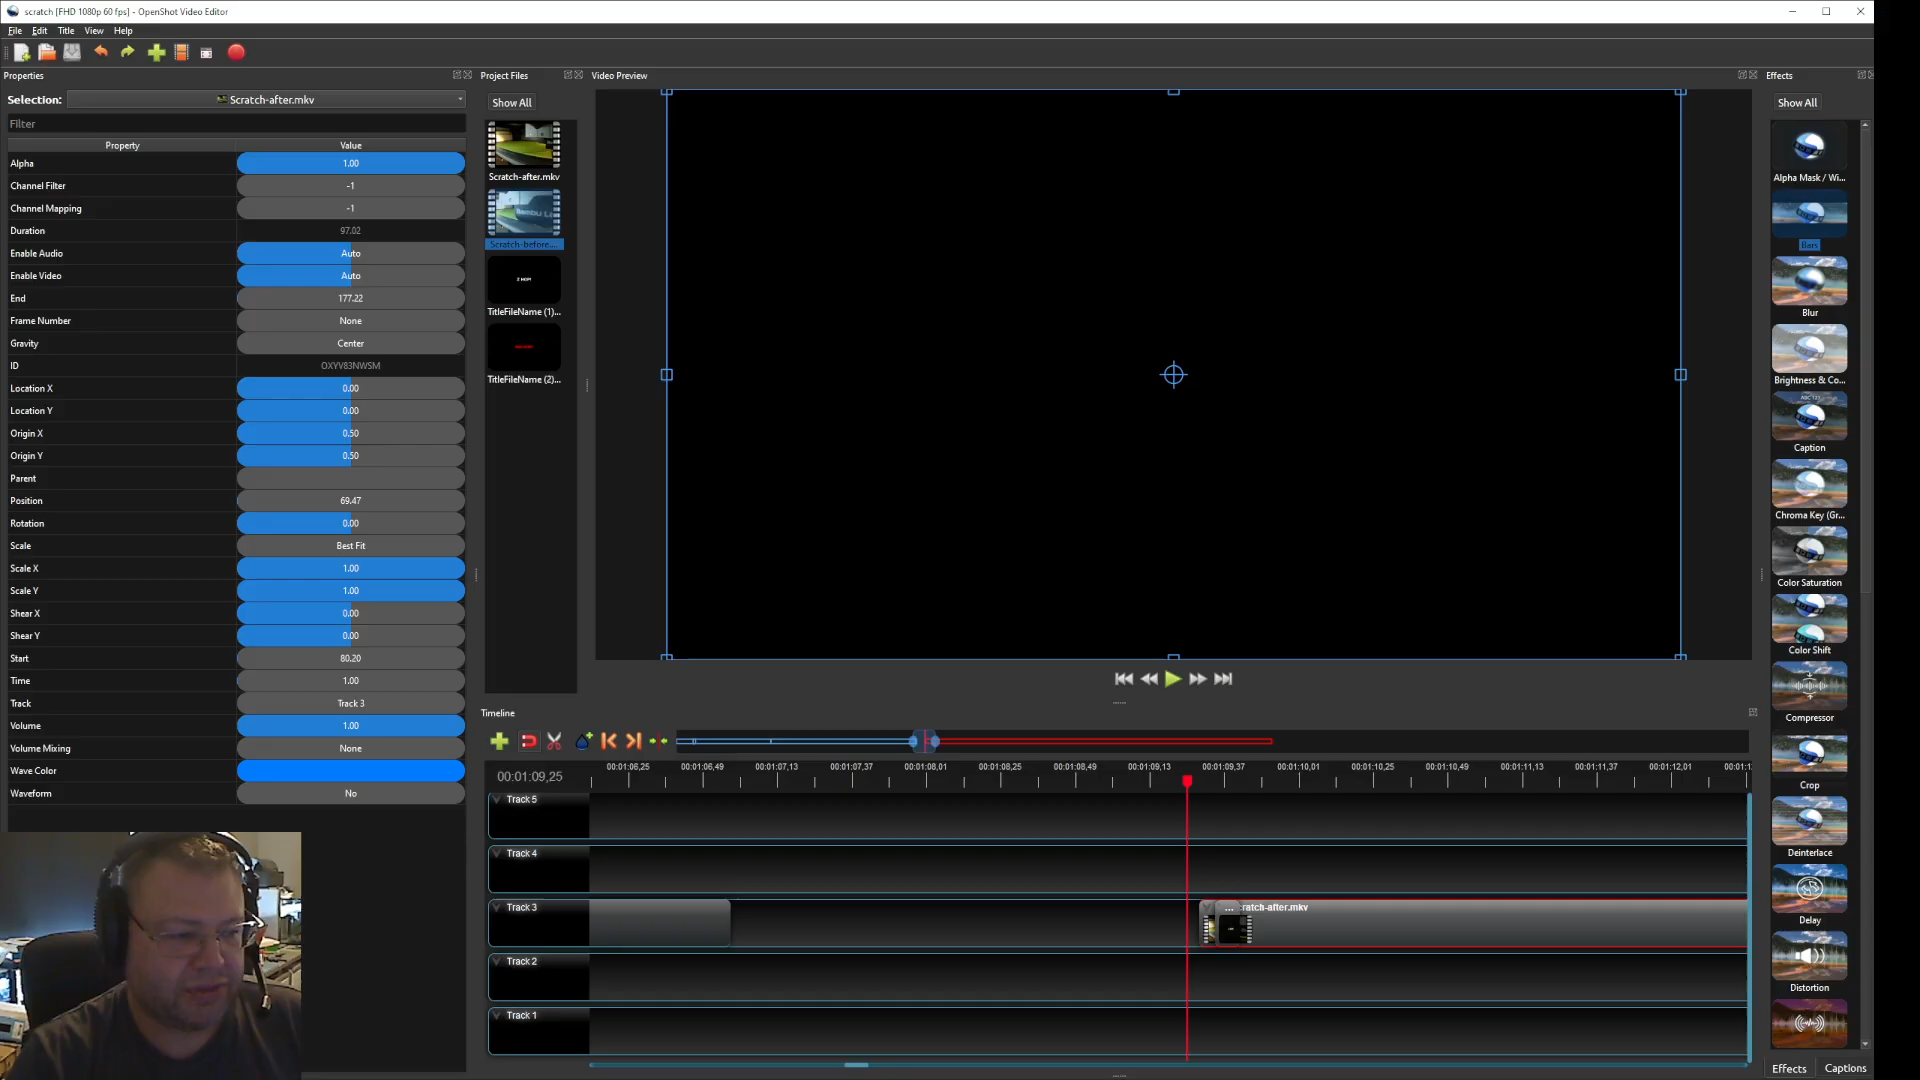 scratch [FHD 1080p 60 fps] - OpenShot Video Editor
File Edit Title View Help
Properties
Project Files
Video Preview
Effects
Selection: Scratch-after.mkv
Show All
Show All
Filter
Property Value
Alpha 1.00
Channel Filter -1
Channel Mapping -1
Duration 97.02
Enable Audio Auto
Enable Video Auto
End 177.22
Frame Number None
Gravity Center
ID OXYV83NWSM
Location X 0.00
Location Y 0.00
Origin X 0.50
Origin Y 0.50
Parent
Position 69.47
Rotation 0.00
Scale Best Fit
Scale X 1.00
Scale Y 1.00
Shear X 0.00
Shear Y 0.00
Start 80.20
Time 1.00
Track Track 3
Volume 1.00
Volume Mixing None
Wave Color
Waveform No
Scratch-after.mkv
Scratch-before....
TitleFileName (1)...
TitleFileName (2)...
Alpha Mask / Wi...
Bars
Blur
Brightness & Co...
Caption
ABC 123
Chroma Key (Gr...
Color Saturation
Color Shift
Compressor
Crop
Deinterlace
Delay
Distortion
Effects Captions
Timeline
00:01:09,25
00:01:06,25 00:01:06,49 00:01:07,13 00:01:07,37 00:01:08,01 00:01:08,25 00:01:08,49 00:01:09,13 00:01:09,37 00:01:10,01 00:01:10,25 00:01:10,49 00:01:11,13 00:01:11,37 00:01:12,01 00:01:1
Track 5
Track 4
Track 3
... ratch-after.mkv
Track 2
Track 1